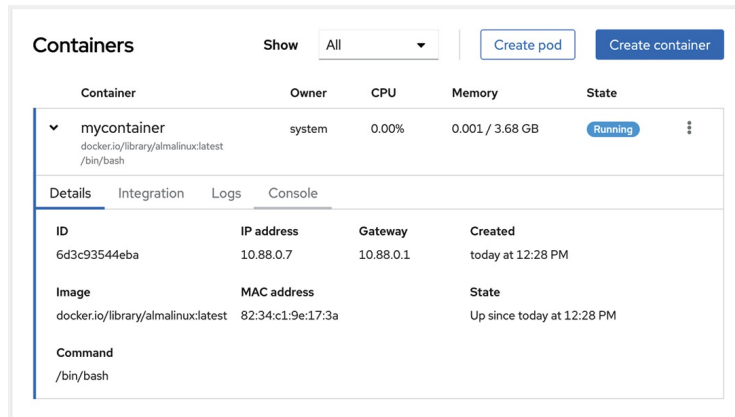 Containers Show All Create pod Create container
Container Owner CPU Memory State
mycontainer system 0.00% 0.001 / 3.68 GB Running
docker.io/library/almalinux:latest
/bin/bash
Details Integration Logs Console
ID IP address Gateway Created
6d3c93544eba 10.88.0.7 10.88.0.1 today at 12:28 PM
Image MAC address State
docker.io/library/almalinux:latest 82:34:c1:9e:17:3a Up since today at 12:28 PM
Command
/bin/bash